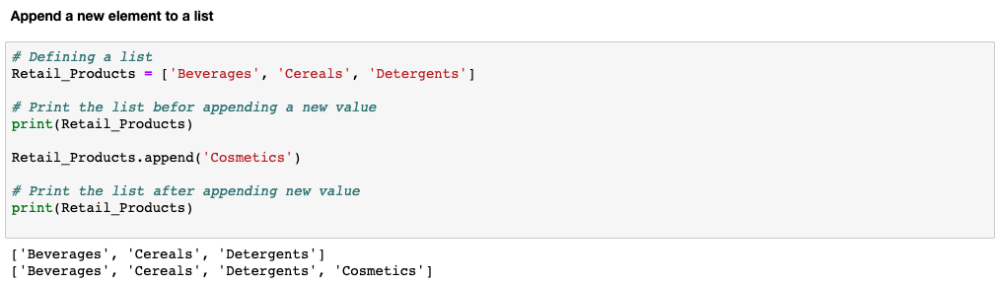 Append a new element to a list
# Defining a list
Retail_Products = ['Beverages', 'Cereals', 'Detergents']
# Print the list befor appending a new value
print(Retail_Products)
Retail_Products.append('Cosmetics')
# Print the list after appending new value
print(Retail_Products)
['Beverages', 'Cereals', 'Detergents']
['Beverages', 'Cereals', 'Detergents', 'Cosmetics']